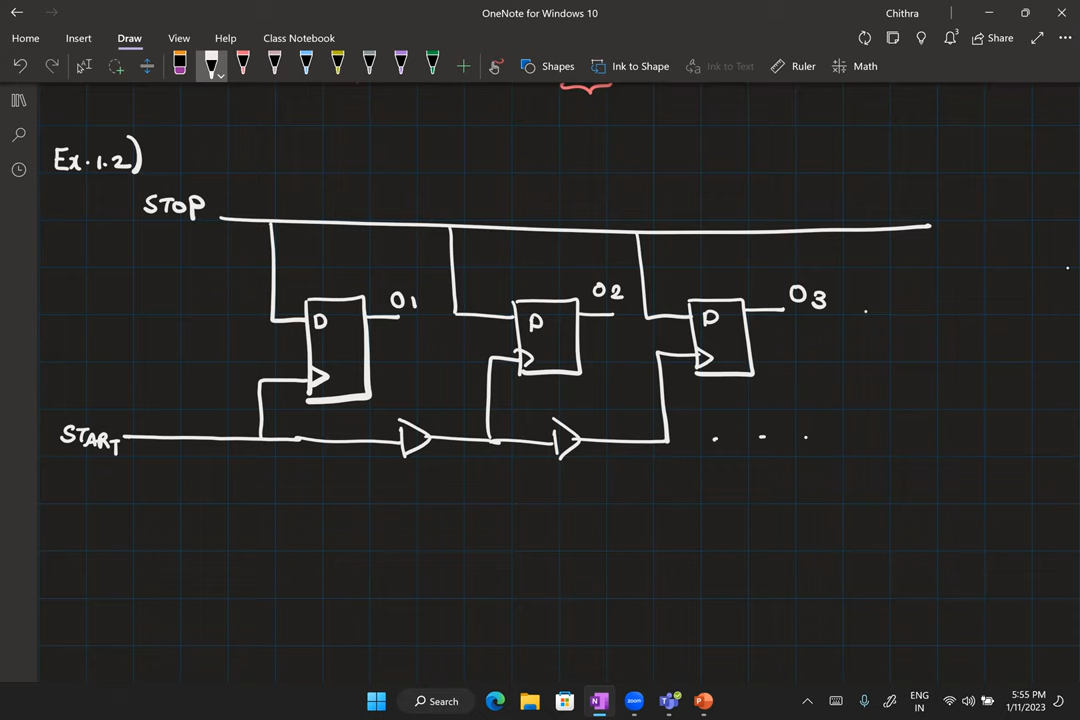 OneNote for Windows 10
Chithra
Home Insert Draw View Help Class Notebook
Share
Shapes Ink to Shape Ink to Text Ruler Math
Ex.1.2)
STOP
O1 O2 O3
D D D
START
Search
ENG
IN
5:55 PM
1/11/2023